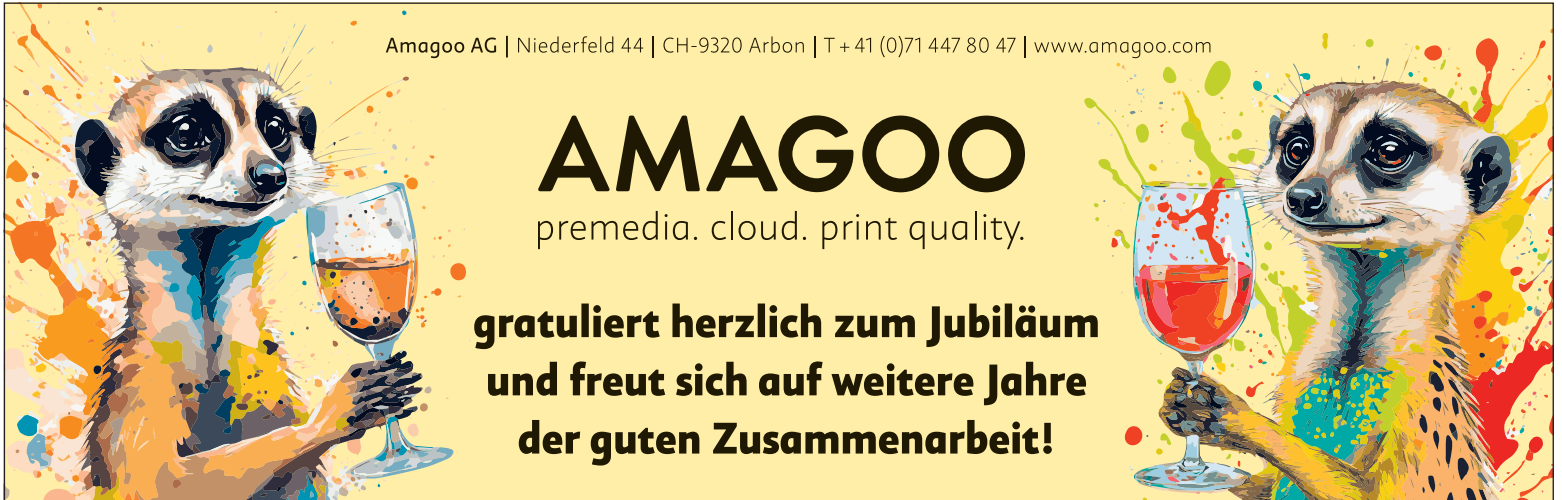 Amagoo AG | Niederfeld 44 | CH-9320 Arbon | T + 41 (0)71 447 80 47 | www.amagoo.com
AMAGOO
premedia. cloud. print quality.
gratuliert herzlich zum Jubiläum
und freut sich auf weitere Jahre
der guten Zusammenarbeit!